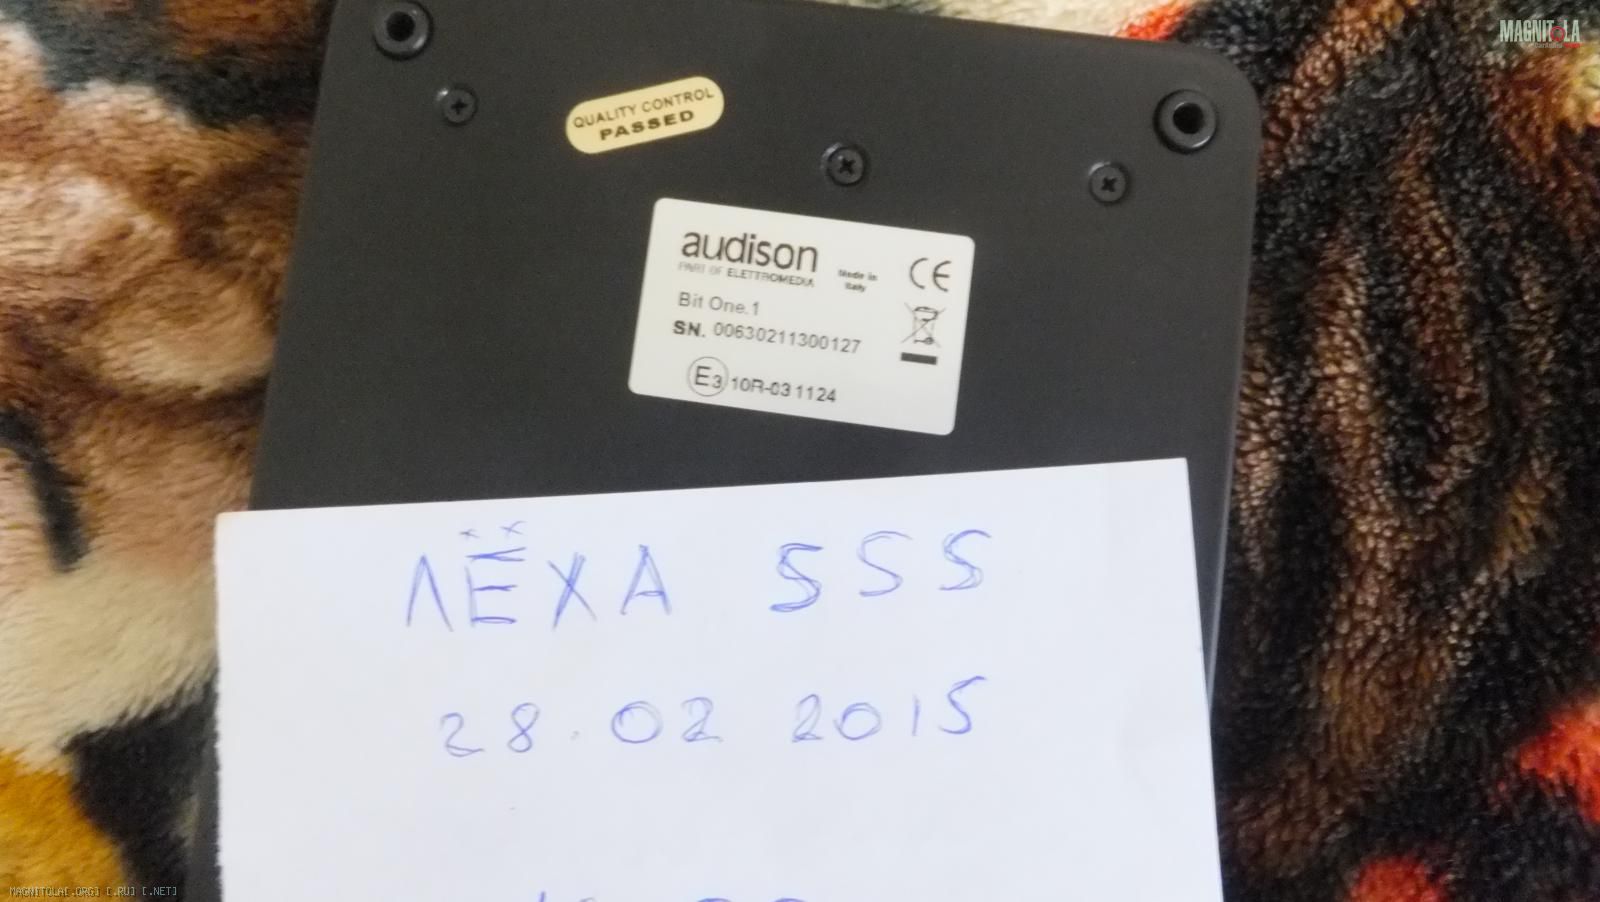 MAGNITOLA
QUALITY CONTROL
PASSED
audison
PART OF ELETTROMEDIA
Made in
Italy
CE
Bit One.1
SN. 00630211300127
E3 10R-03 1124
ЛЁХА SSS
28.02 2015
MAGNITOLA[.ORG] [.RU] [.NET]